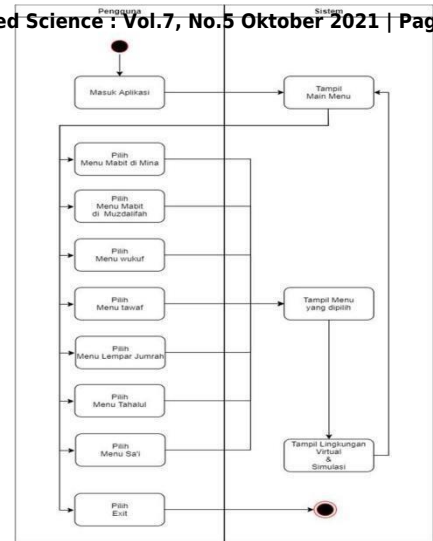 ed Science : Vol.7, No.5 Oktober 2021 | Pag
Pengguna
Sistem
Masuk Aplikasi
Tampil
Main Menu
Pilih
Menu Mabit di Mina
Pilih
Menu Mabit
di Muzdalifah
Pilih
Menu wukuf
Pilih
Menu tawaf
Tampil Menu
yang dipilih
Pilih
Menu Lempar Jumrah
Pilih
Menu Tahalul
Pilih
Menu Sa'i
Tampil Lingkungan
Virtual
&
Simulasi
Pilih
Exit